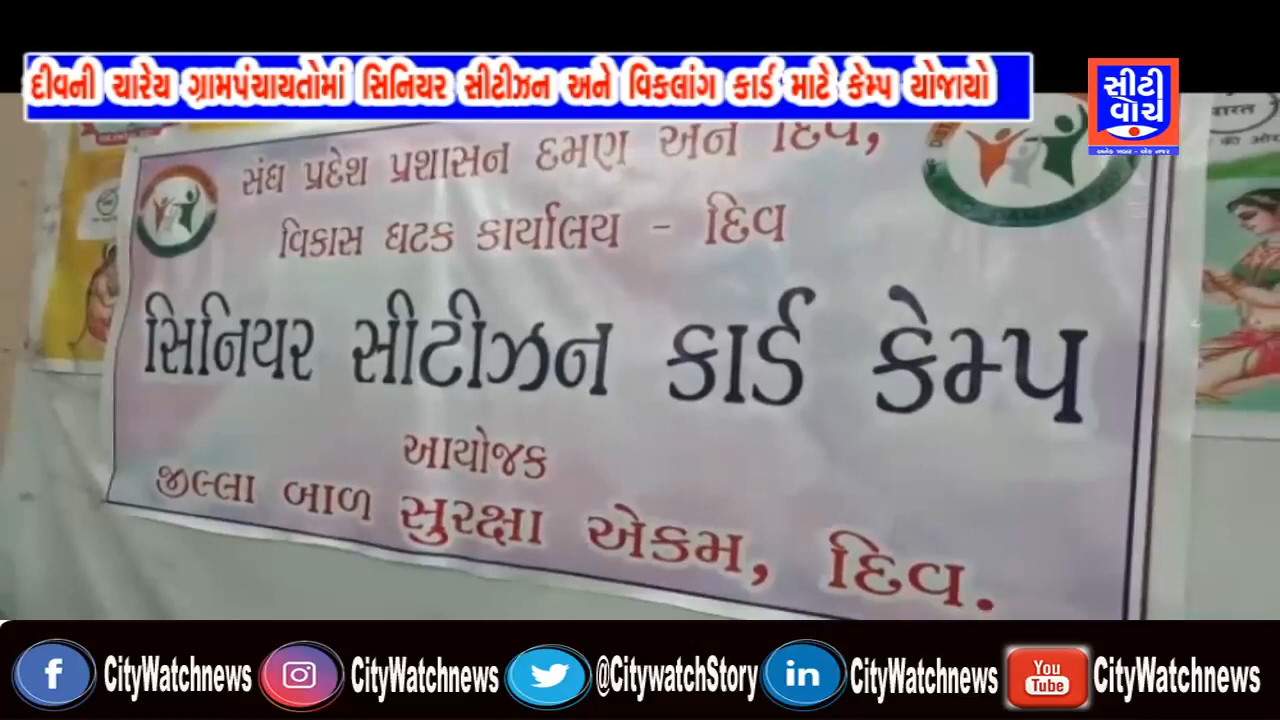 દીવની ચારેય ગ્રામપંચાયતોમાં સિનિયર સીટીઝન અને વિકલાંગ કાર્ડ માટે કેમ્પ યોજાયો
સીટી
વોચ
સંઘ પ્રદેશ પ્રશાસન દમણ અને દિવ,
વિકાસ ઘટક કાર્યાલય - દિવ
સિનિયર સીટીઝન કાર્ડ કેમ્પ
આયોજક
જીલ્લા બાળ સુરક્ષા એકમ, દિવ.
CityWatchnews CityWatchnews @CitywatchStory in CityWatchnews You Tube CityWatchnews